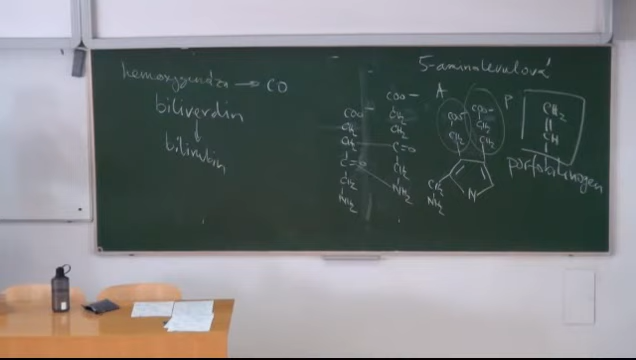 hemoxygenáza → CO
biliverdin
↓
bilirubin
5-aminolevulová
COO⁻
CH₂
CH₂
C=O
CH₂
NH₂
COO⁻
CH₂
CH₂
C=O
CH₂
NH₂
A
COO⁻
CH₂
P
COO⁻
CH₂
CH₂
CH₂
NH₂
N
CH₂
||
CH
porfobilinogen